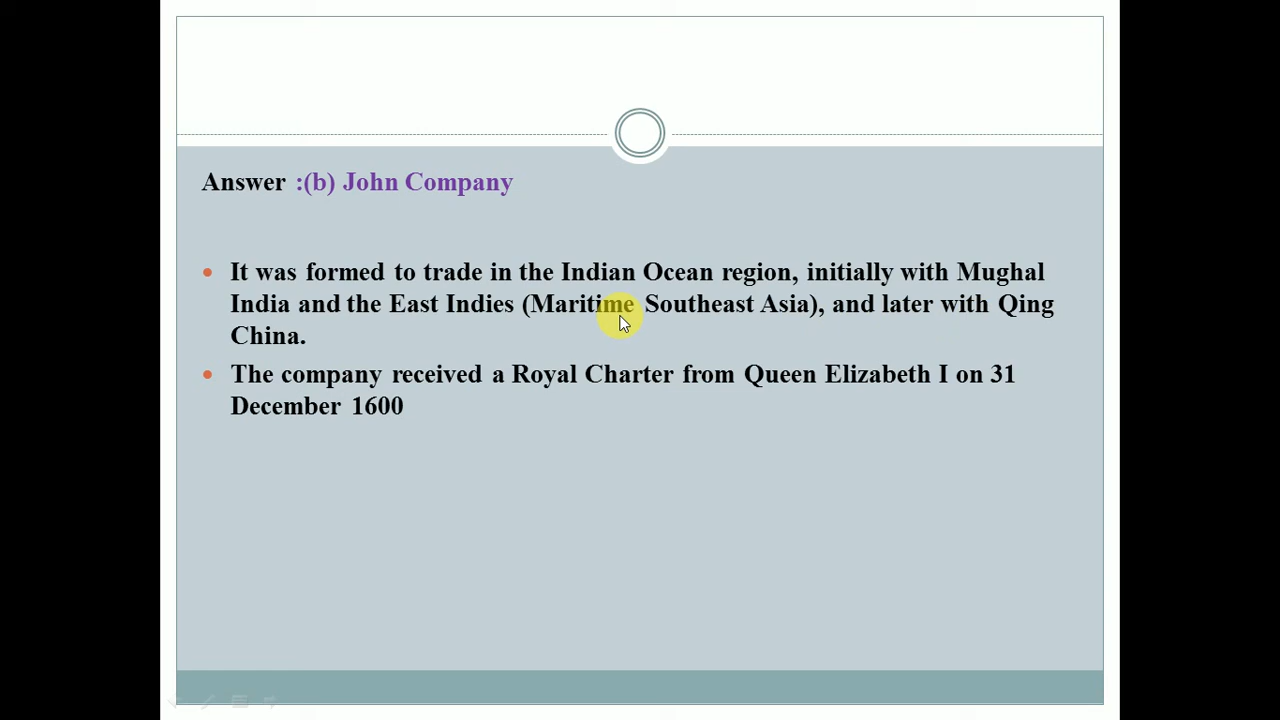 Answer :(b) John Company
• It was formed to trade in the Indian Ocean region, initially with Mughal
India and the East Indies (Maritime Southeast Asia), and later with Qing
China.
• The company received a Royal Charter from Queen Elizabeth I on 31
December 1600